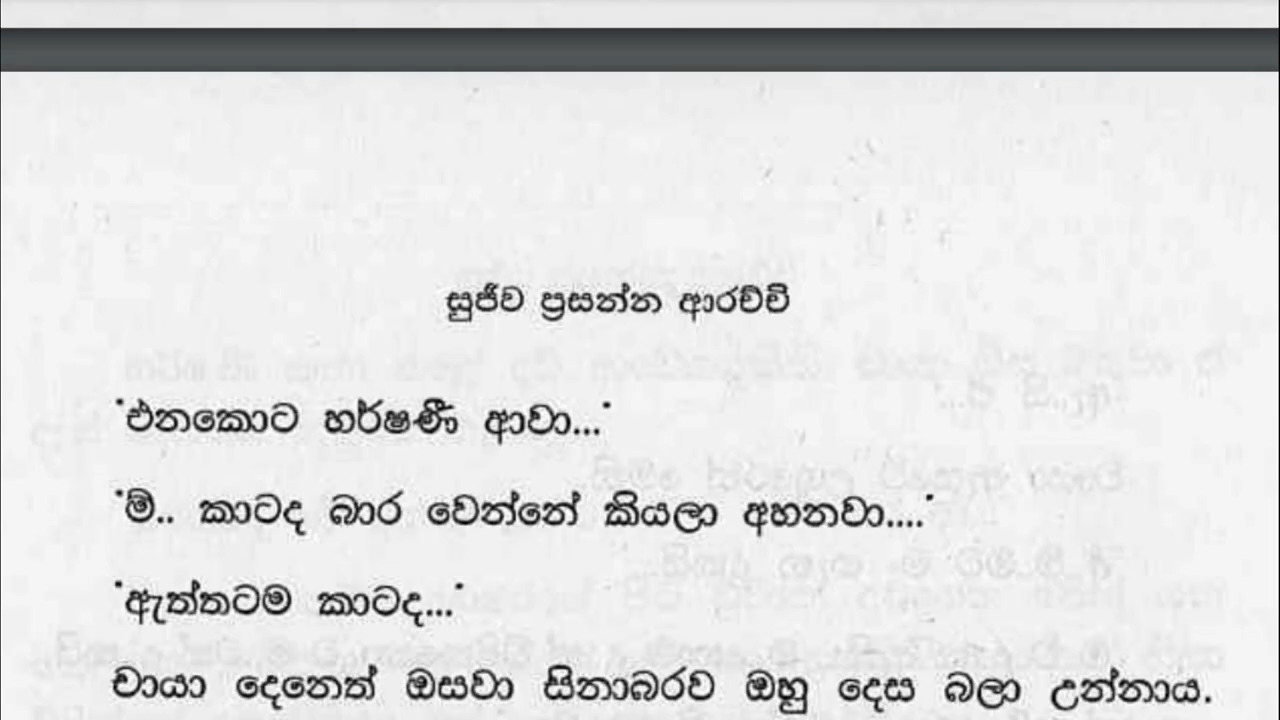 සුජීව ප්‍රසන්න ආරච්චි
'එනකොට හර්ෂණී ආවා...'
'ම්.. කාටද බාර වෙන්නේ කියලා අහනවා....'
'ඇත්තටම කාටද...'
චායා දෙනෙත් ඔසවා සිනාබරව ඔහු දෙස බලා උන්නාය.